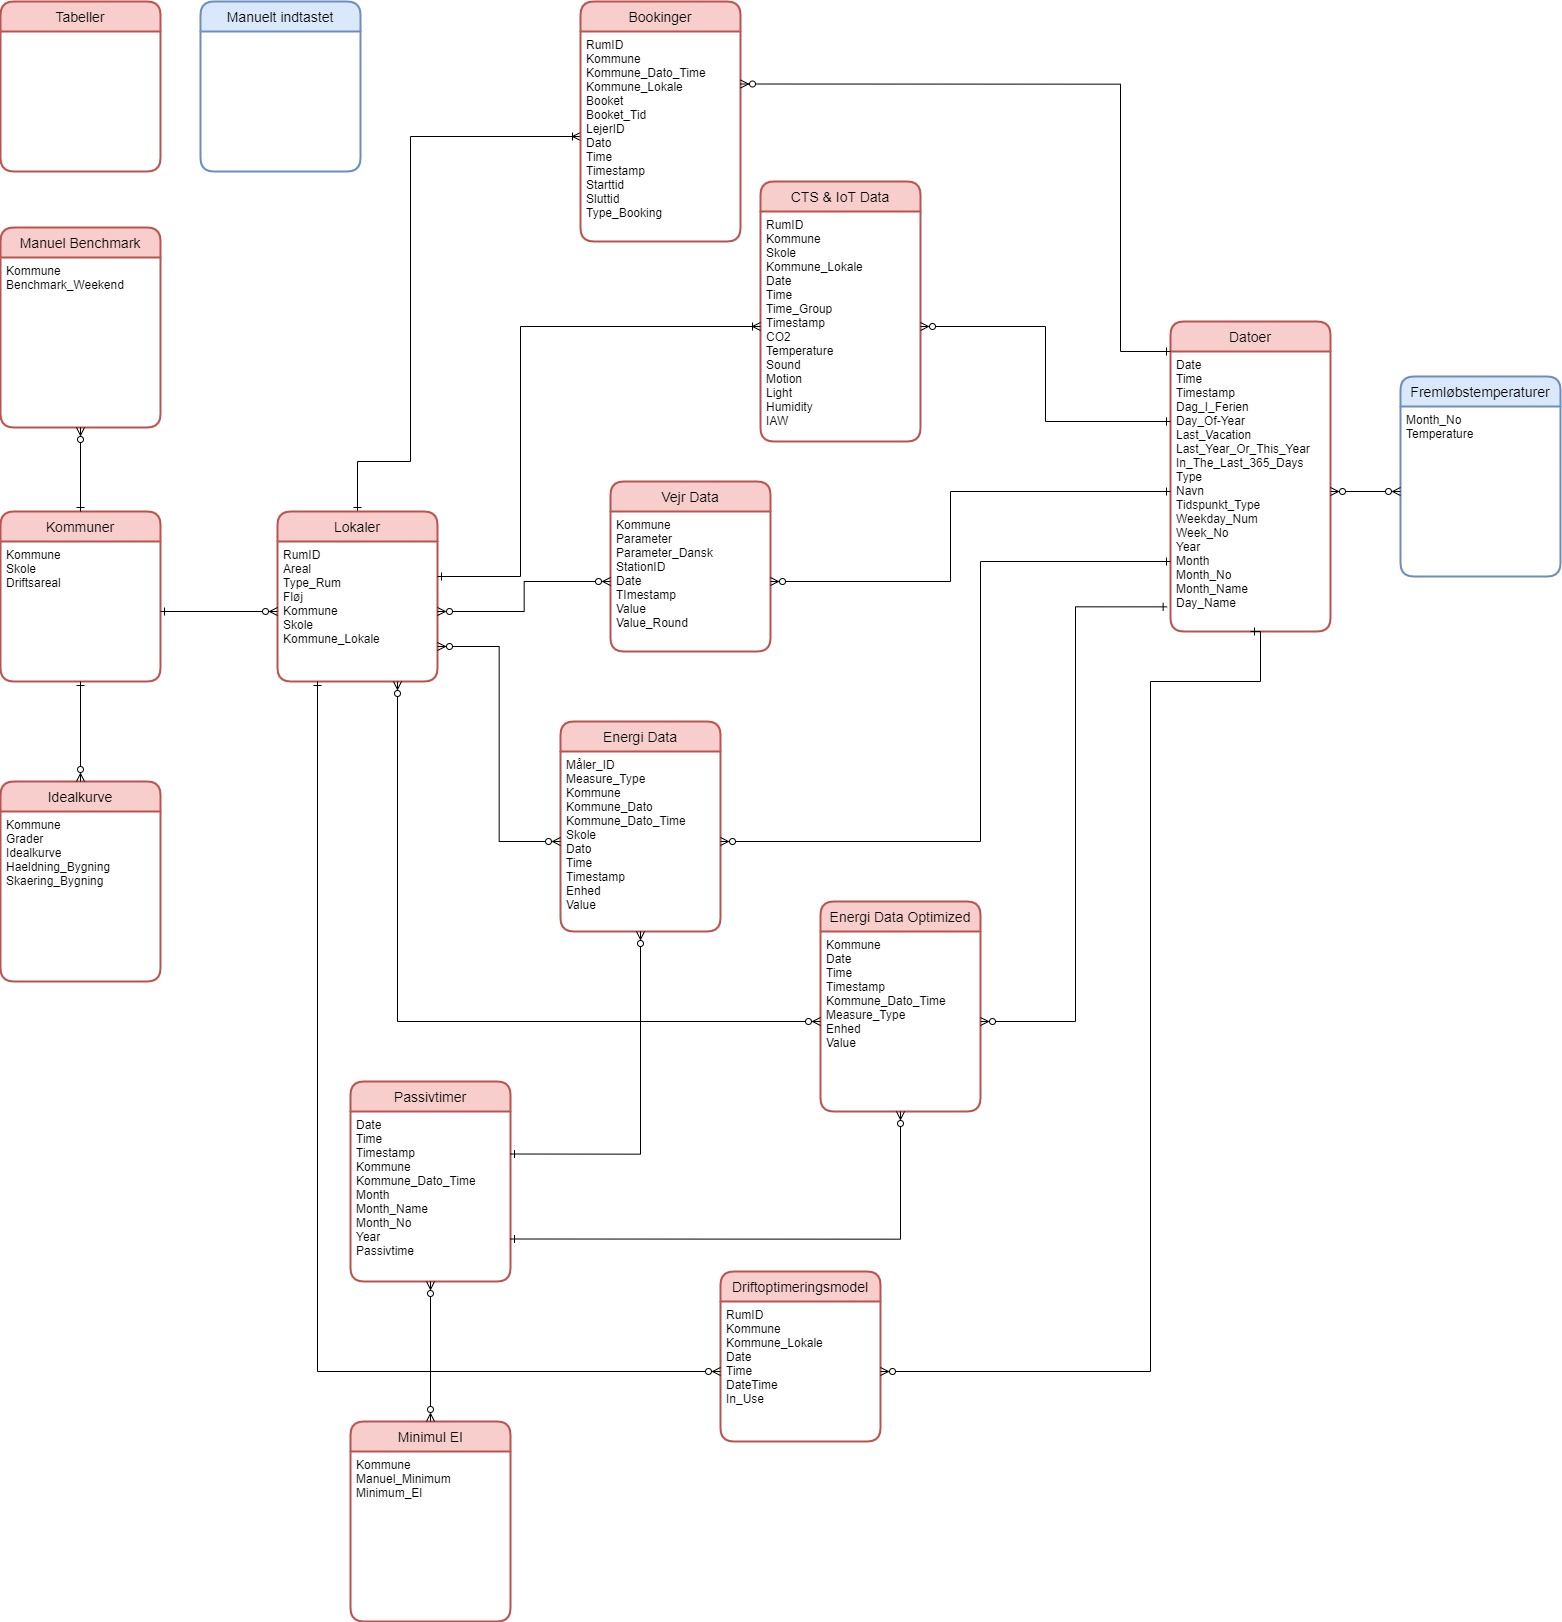 Tabeller
Manuelt indtastet
Bookinger
RumID
Kommune
Kommune_Dato_Time
Kommune_Lokale
Booket
Booket_Tid
LejerID
Dato
Time
Timestamp
Starttid
Sluttid
Type_Booking
CTS & IoT Data
RumID
Kommune
Skole
Kommune_Lokale
Date
Time
Time_Group
Timestamp
CO2
Temperature
Sound
Motion
Light
Humidity
IAW
Manuel Benchmark
Kommune
Benchmark_Weekend
Datoer
Date
Time
Timestamp
Dag_I_Ferien
Day_Of-Year
Last_Vacation
Last_Year_Or_This_Year
In_The_Last_365_Days
Type
Navn
Tidspunkt_Type
Weekday_Num
Week_No
Year
Month
Month_No
Month_Name
Day_Name
Fremløbstemperaturer
Month_No
Temperature
Kommuner
Kommune
Skole
Driftsareal
Lokaler
RumID
Areal
Type_Rum
Fløj
Kommune
Skole
Kommune_Lokale
Vejr Data
Kommune
Parameter
Parameter_Dansk
StationID
Date
TImestamp
Value
Value_Round
Idealkurve
Kommune
Grader
Idealkurve
Haeldning_Bygning
Skaering_Bygning
Energi Data
Måler_ID
Measure_Type
Kommune
Kommune_Dato
Kommune_Dato_Time
Skole
Dato
Time
Timestamp
Enhed
Value
Energi Data Optimized
Kommune
Date
Time
Timestamp
Kommune_Dato_Time
Measure_Type
Enhed
Value
Passivtimer
Date
Time
Timestamp
Kommune
Kommune_Dato_Time
Month
Month_Name
Month_No
Year
Passivtime
Driftoptimeringsmodel
RumID
Kommune
Kommune_Lokale
Date
Time
DateTime
In_Use
Minimul El
Kommune
Manuel_Minimum
Minimum_El